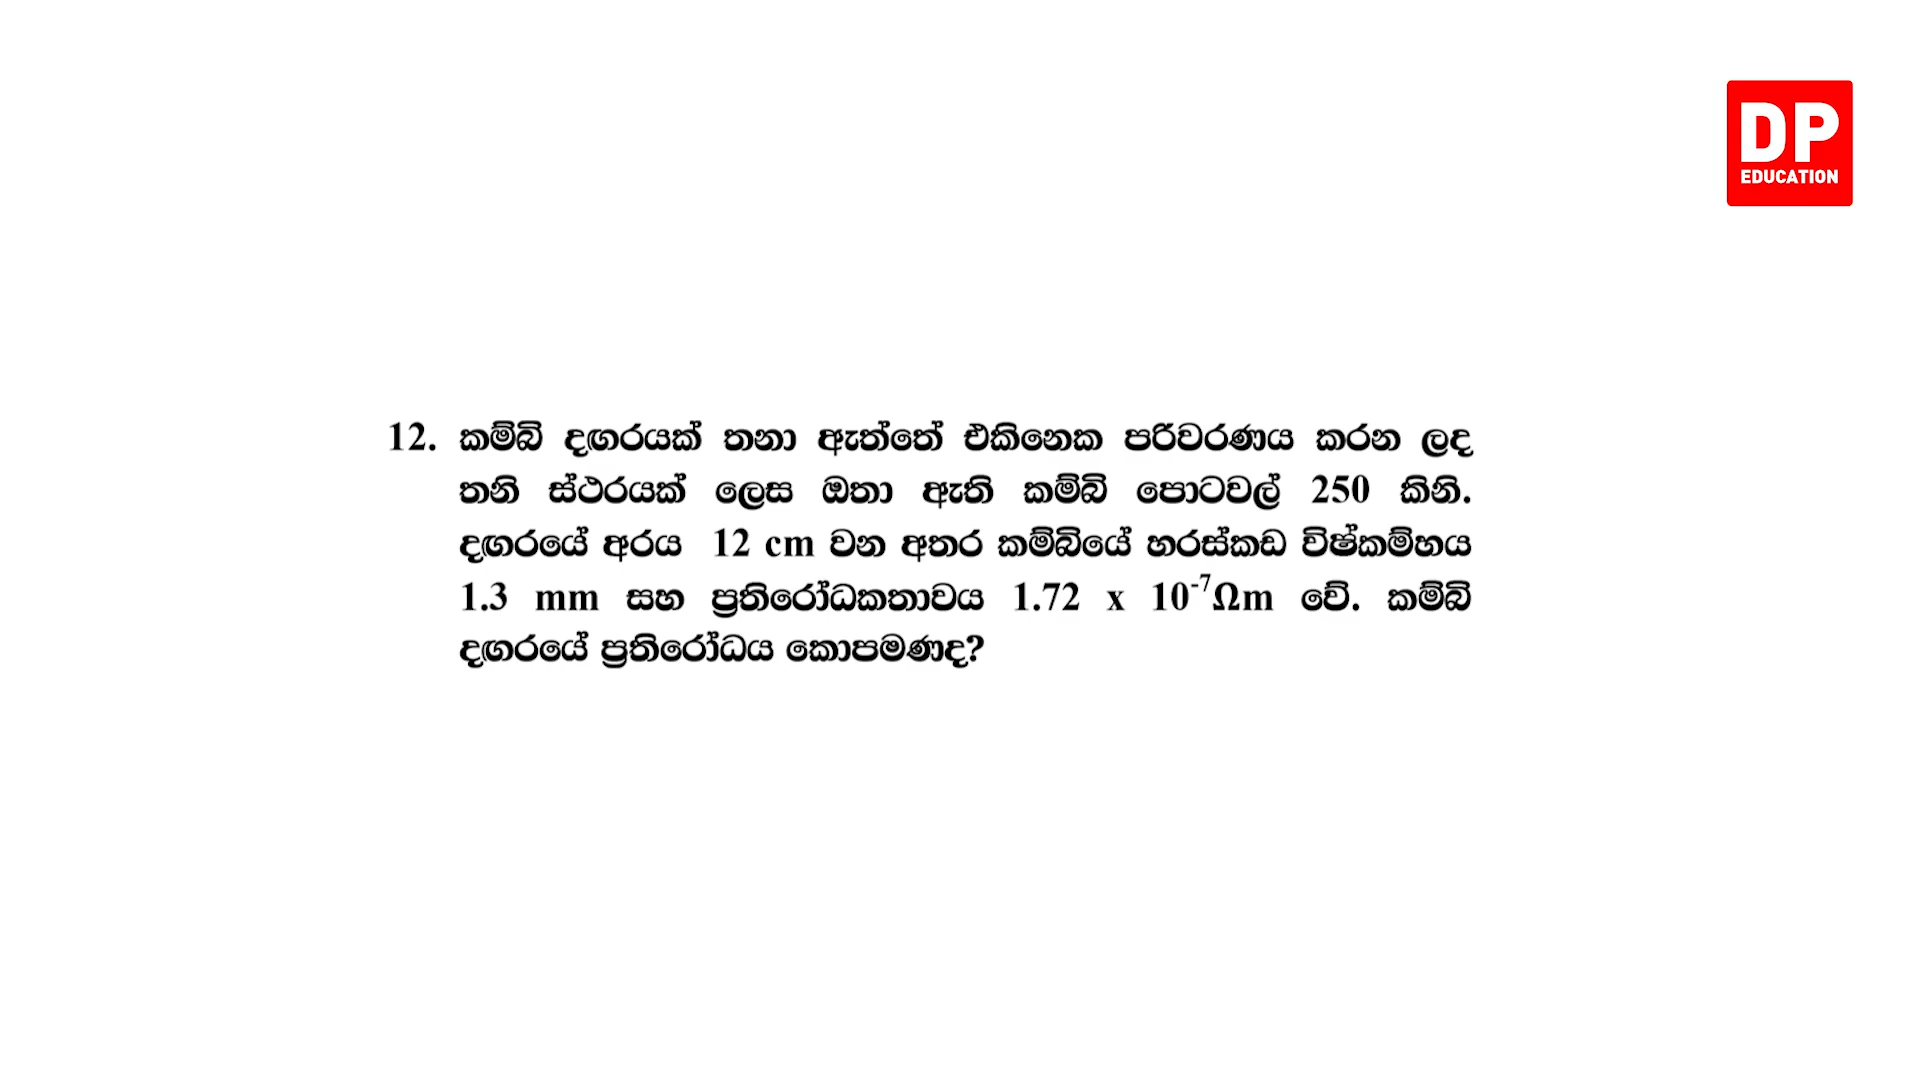 DP
EDUCATION
12. කම්බි දඟරයක් තනා ඇත්තේ එකිනෙක පරිවරණය කරන ලද
තනි ස්ථරයක් ලෙස ඔතා ඇති කම්බි පොටවල් 250 කිනි.
දඟරයේ අරය 12 cm වන අතර කම්බියේ හරස්කඩ විෂ්කම්හය
1.3 mm සහ ප්‍රතිරෝධකතාවය 1.72 x 10⁻⁷Ωm වේ. කම්බි
දඟරයේ ප්‍රතිරෝධය කොපමණද?